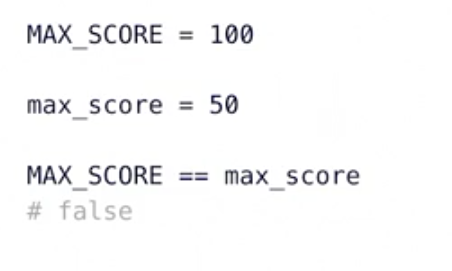 MAX_SCORE = 100
max_score = 50
MAX_SCORE == max_score
# false